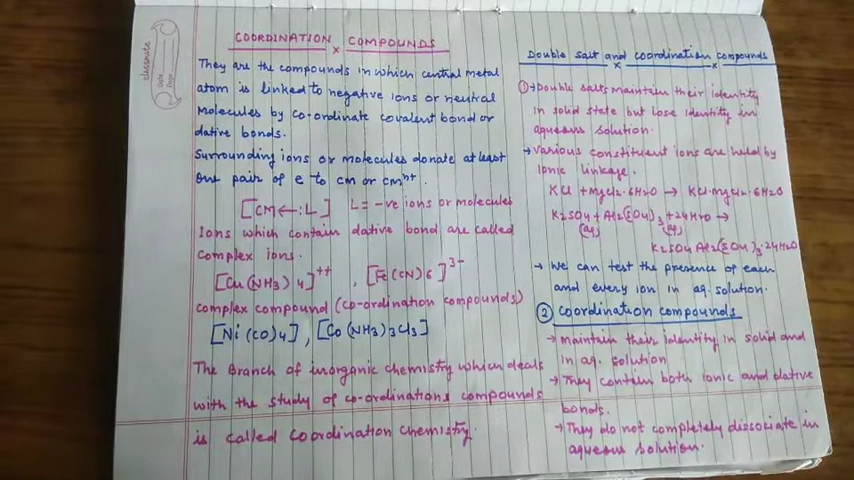 classmate
Date
Page
COORDINATION x COMPOUNDS
They are the compounds in which central metal
atom is linked to negative ions or neutral
Molecules by co-ordinate covalent bond or
dative bonds.
Surrounding ions or molecules donate at least
one pair of e to CM or CMⁿ⁺.
[CM←:L] L = -ve ions or molecules
Ions which contain dative bond are called
complex ions.
[Cu(NH3)4]⁺⁺, [Fe(CN)6]³⁻
complex compound (co-ordination compounds)
[Ni(CO)4], [Co(NH3)3Cl3]
The Branch of inorganic chemistry which deals
with the study of co-ordinations compounds
is called Coordination chemistry.
Double salt and coordination compounds
① → Double salts maintain their identity
in solid state but lose identity in
aqueous solution.
→ Various constituent ions are held by
Ionic linkage.
KCl + MgCl2·6H2O → KCl·MgCl2·6H2O
K2SO4 + Al2(SO4)3 + 24H2O →
(aq) (aq)
K2SO4 Al2(SO4)3·24H2O
→ We can test the presence of each
and every ion in aq. solution.
② Coordination compounds
→ maintain their identity in solid and
in aq. solution
→ They contain both ionic and dative
bonds.
→ They do not completely dissociate in
aqueous solution.